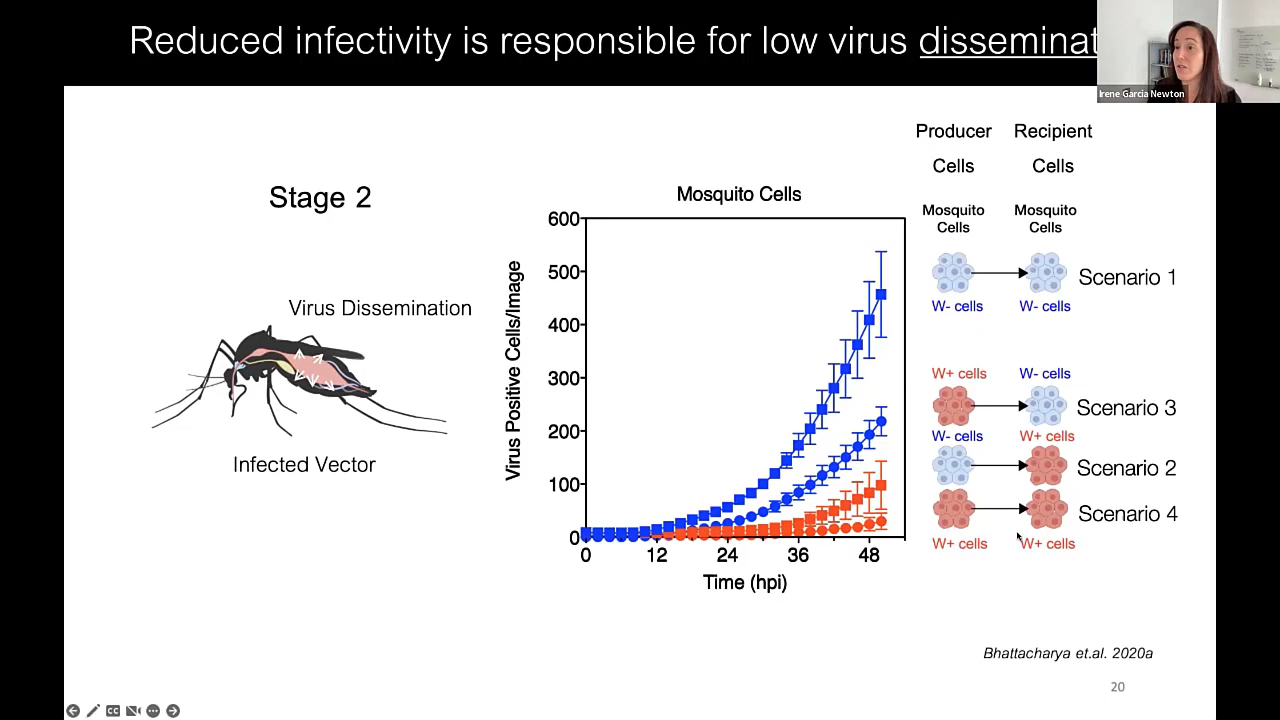 Reduced infectivity is responsible for low virus disseminat
Irene Garcia Newton
Stage 2
Virus Dissemination
Infected Vector
Mosquito Cells
Virus Positive Cells/Image
600
500
400
300
200
100
0
0 12 24 36 48
Time (hpi)
Producer Cells
Recipient Cells
Mosquito Cells
Mosquito Cells
W- cells
W- cells
Scenario 1
W+ cells
W- cells
Scenario 3
W- cells
W+ cells
Scenario 2
Scenario 4
W+ cells
W+ cells
Bhattacharya et.al. 2020a
20
CC